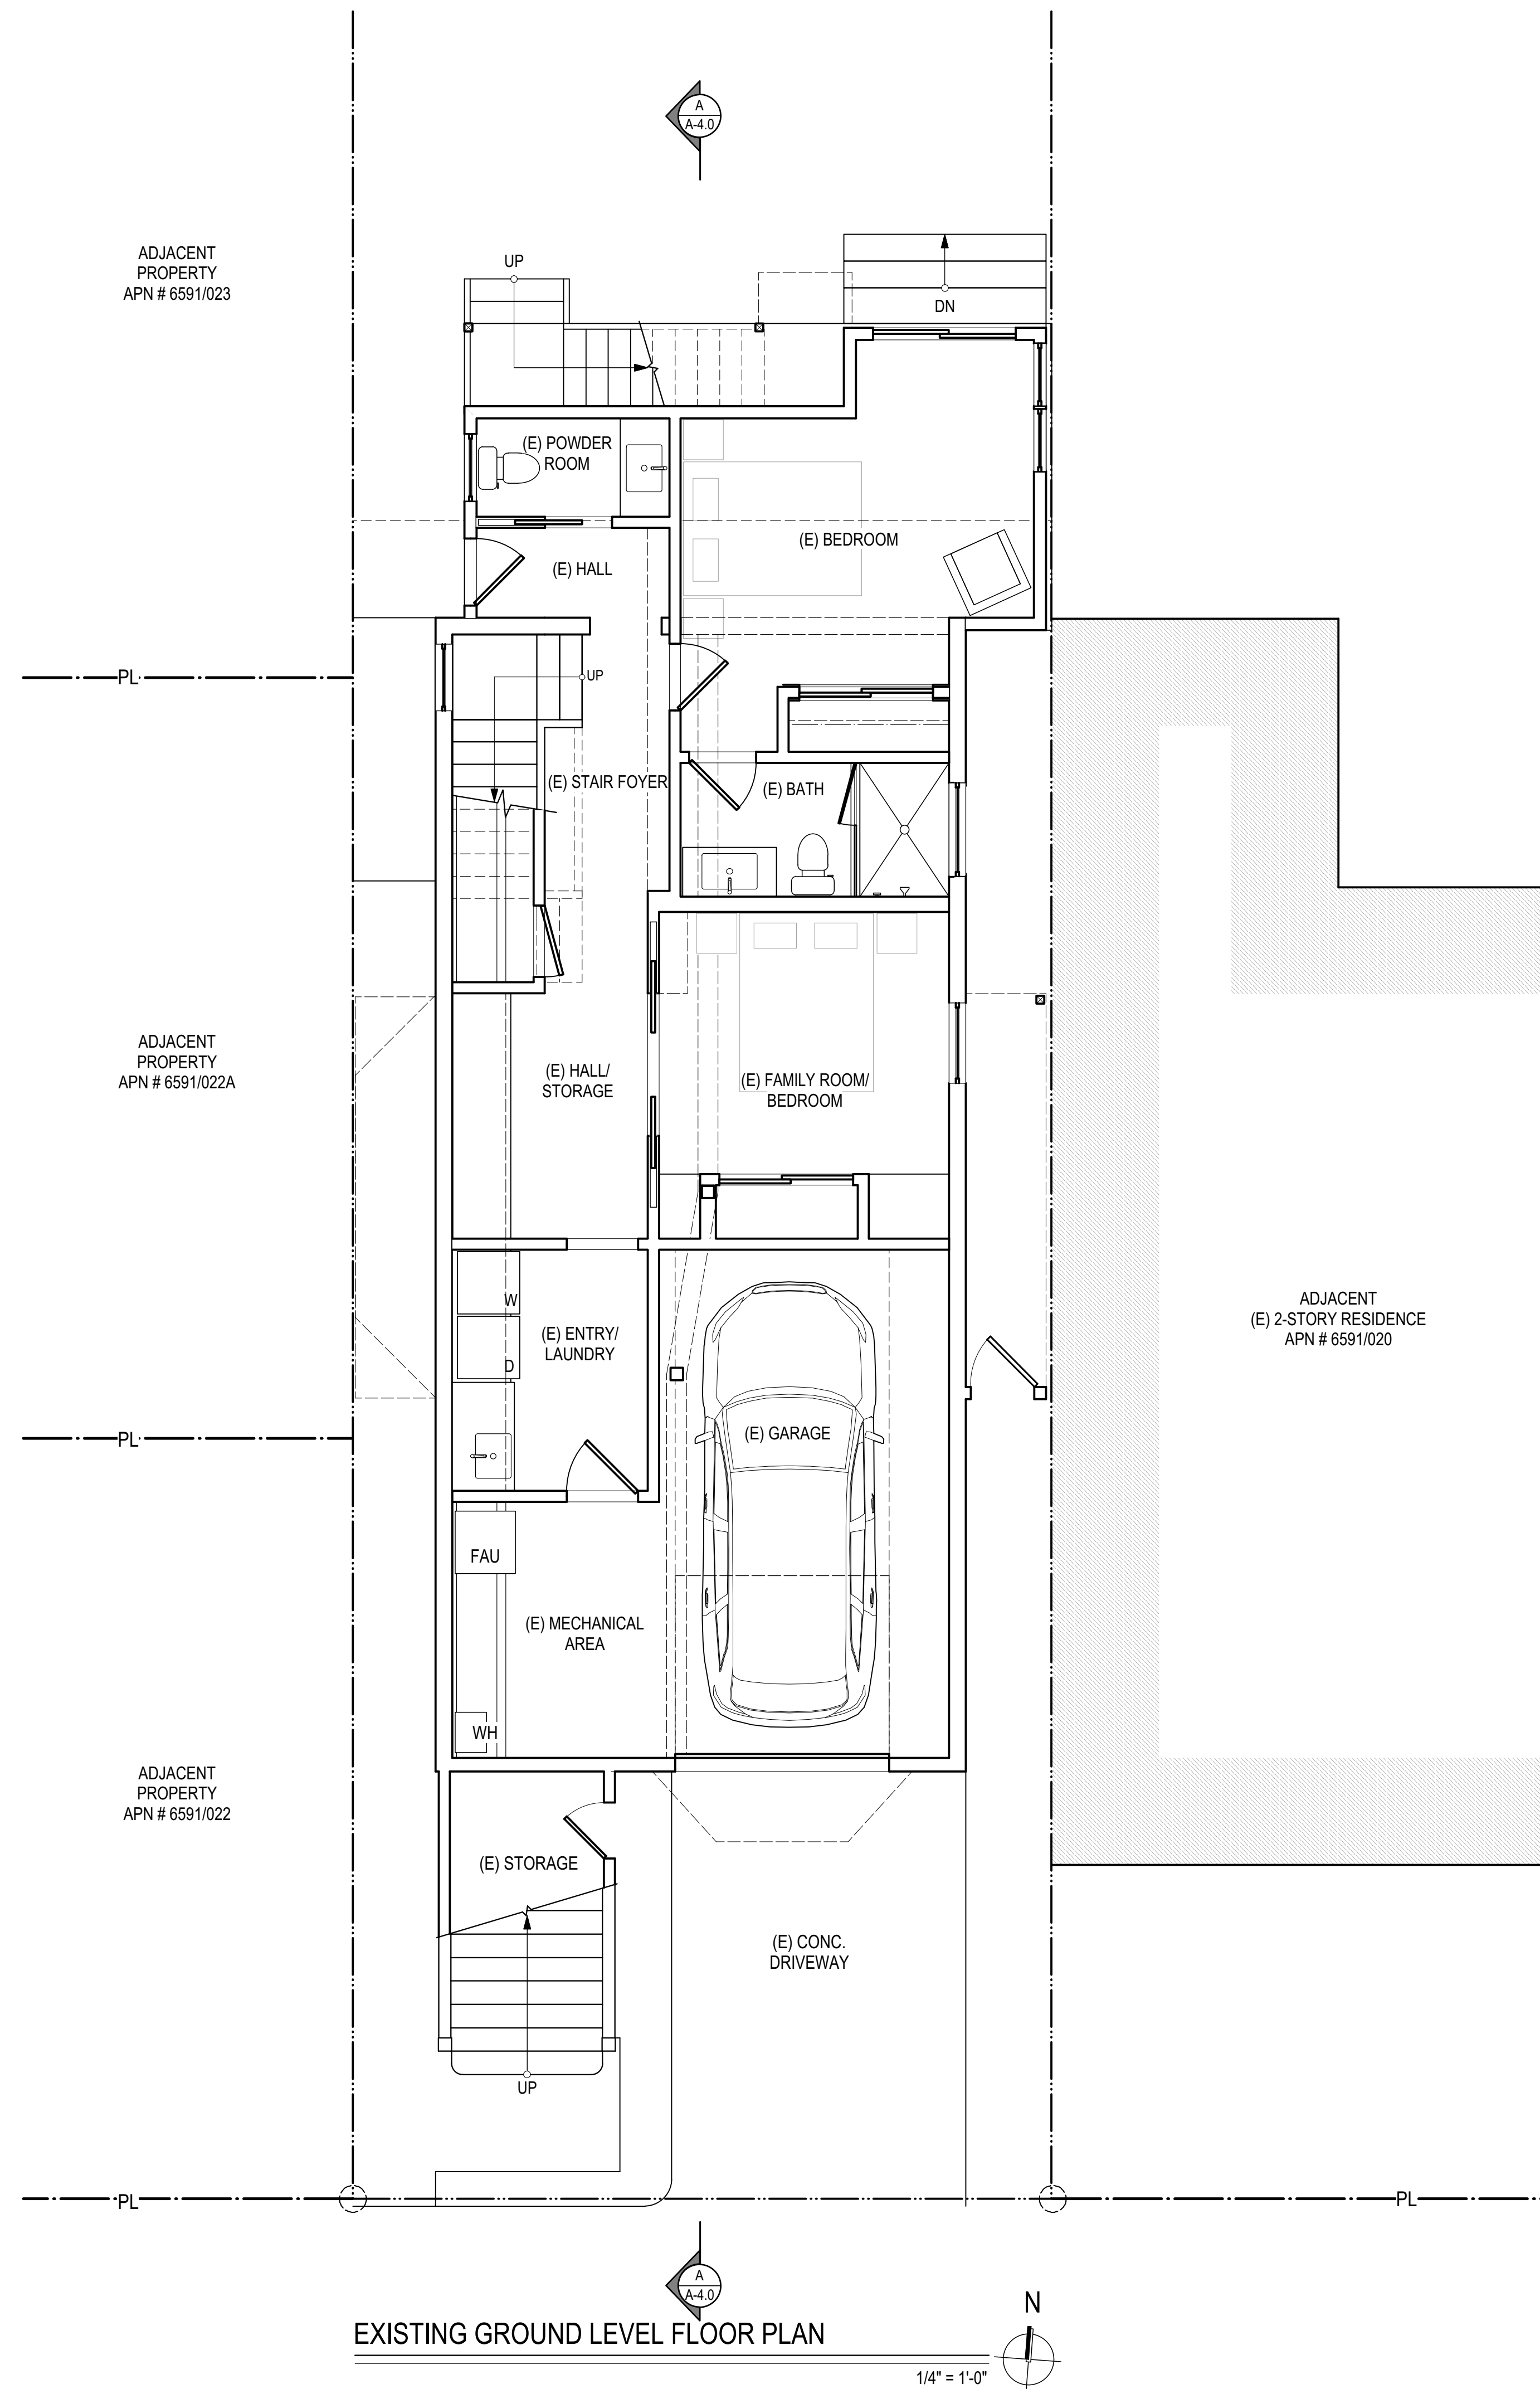 A
A-4.0
ADJACENT
PROPERTY
APN # 6591/023
UP
DN
(E) POWDER
ROOM
(E) BEDROOM
(E) HALL
PL
UP
(E) STAIR FOYER
(E) BATH
ADJACENT
PROPERTY
APN # 6591/022A
(E) HALL/
STORAGE
(E) FAMILY ROOM/
BEDROOM
W
D
(E) ENTRY/
LAUNDRY
ADJACENT
(E) 2-STORY RESIDENCE
APN # 6591/020
PL
(E) GARAGE
FAU
(E) MECHANICAL
AREA
WH
ADJACENT
PROPERTY
APN # 6591/022
(E) STORAGE
(E) CONC.
DRIVEWAY
UP
PL
PL
A
A-4.0
N
EXISTING GROUND LEVEL FLOOR PLAN
1/4" = 1'-0"